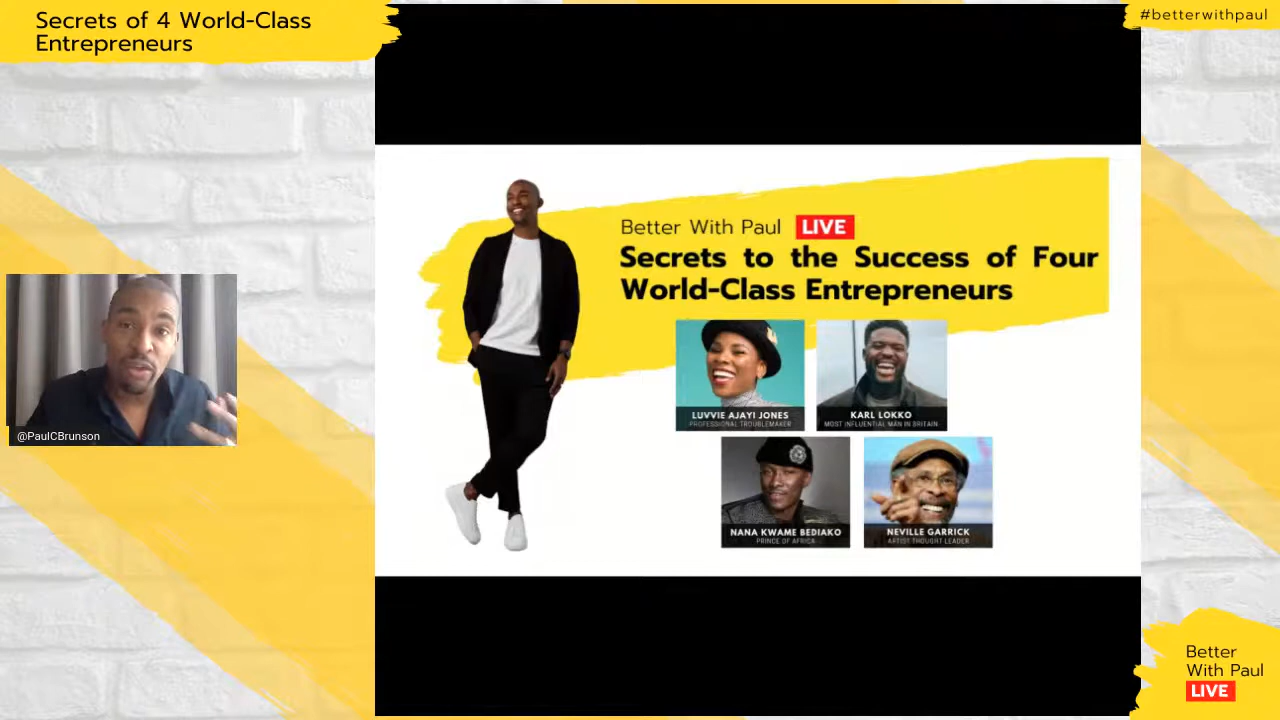 Secrets of 4 World-Class
Entrepreneurs
#betterwithpaul
Better With Paul LIVE
Secrets to the Success of Four
World-Class Entrepreneurs
LUVVIE AJAYI JONES
PROFESSIONAL TROUBLEMAKER
KARL LOKKO
MOST INFLUENTIAL MAN IN BRITAIN
NANA KWAME BEDIAKO
PRINCE OF AFRICA
NEVILLE GARRICK
ARTIST THOUGHT LEADER
@PaulCBrunson
Better
With Paul
LIVE